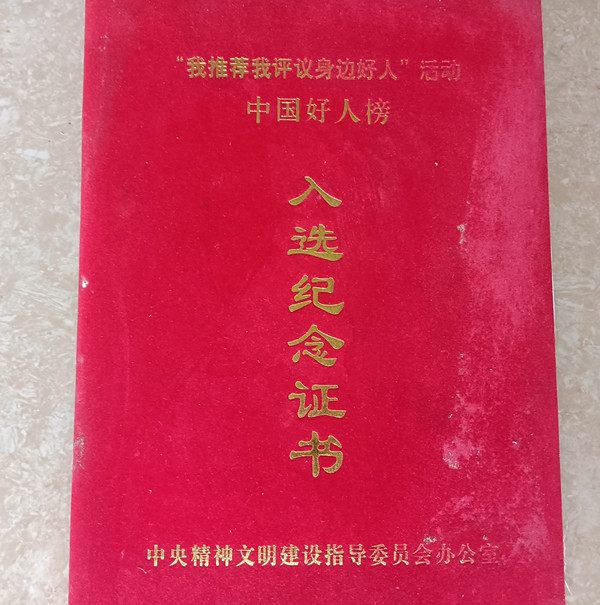 “我推荐我评议身边好人”活动
中国好人榜
入选纪念证书
中央精神文明建设指导委员会办公室